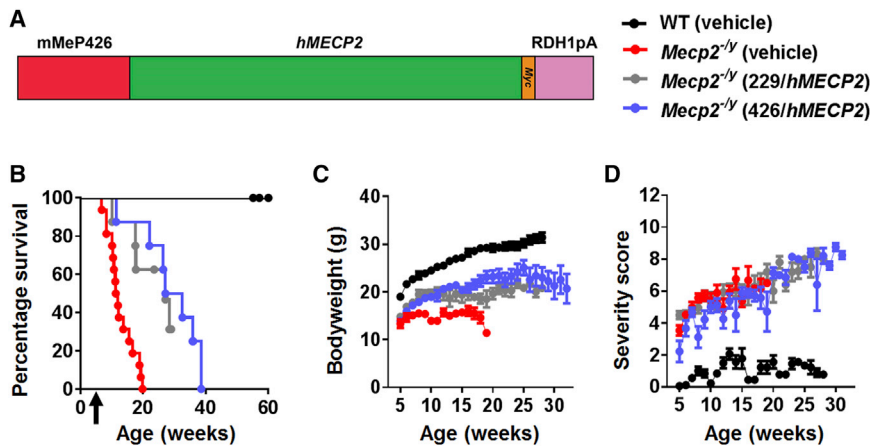 A
mMeP426 hMECP2 RDH1pA
Myc
WT (vehicle)
Mecp2-/y
(vehicle)
Mecp2-/y (229/hMECP2)
Mecp2-/y (426/hMECP2)
B
Percentage survival
100
80
60
40
20
0
0 20 40 60
Age (weeks)
C
Bodyweight (g)
40
30
20
10
0
5 10 15 20 25 30
Age (weeks)
D
Severity score
12
10
8
6
4
2
0
5 10 15 20 25 30
Age (weeks)